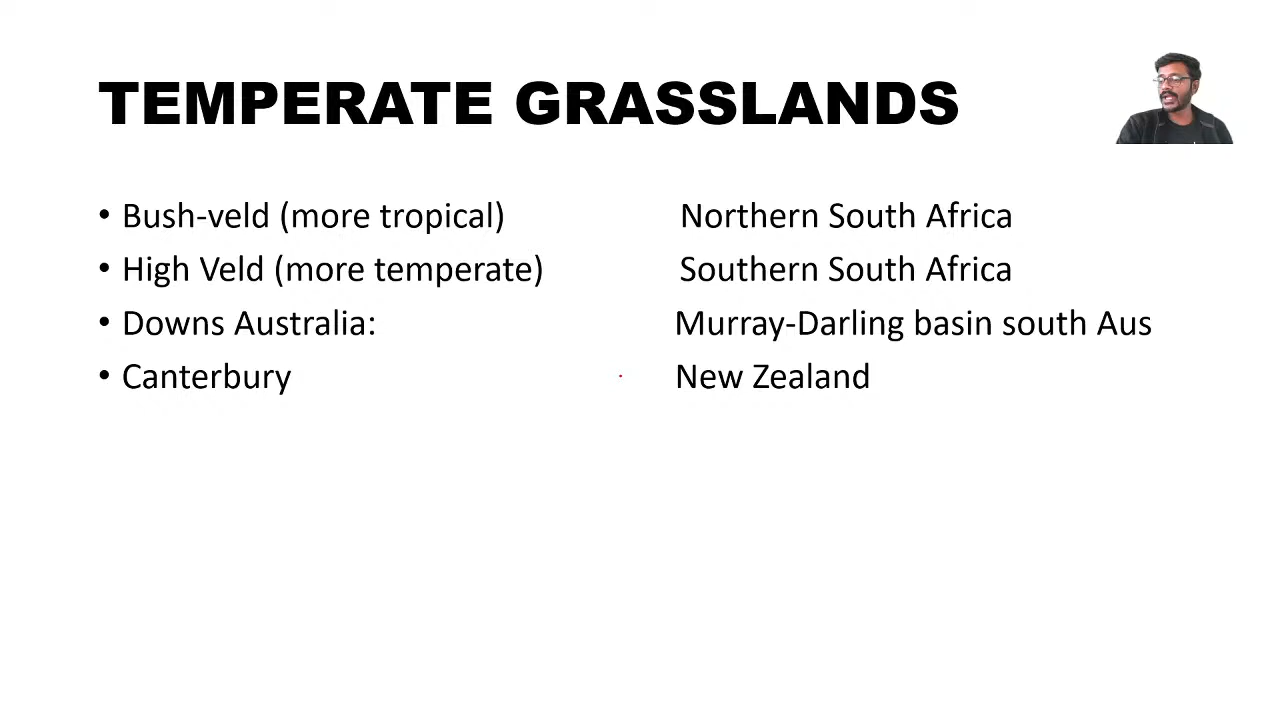 TEMPERATE GRASSLANDS
• Bush-veld (more tropical) Northern South Africa
• High Veld (more temperate) Southern South Africa
• Downs Australia: Murray-Darling basin south Aus
• Canterbury New Zealand